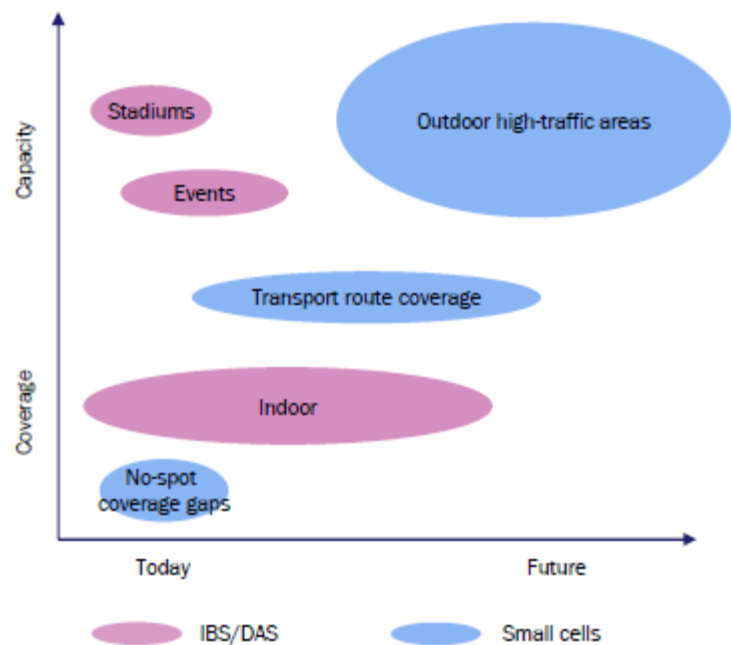 Capacity
Coverage
Stadiums
Outdoor high-traffic areas
Events
Transport route coverage
Indoor
No-spot
coverage gaps
Today
Future
IBS/DAS
Small cells